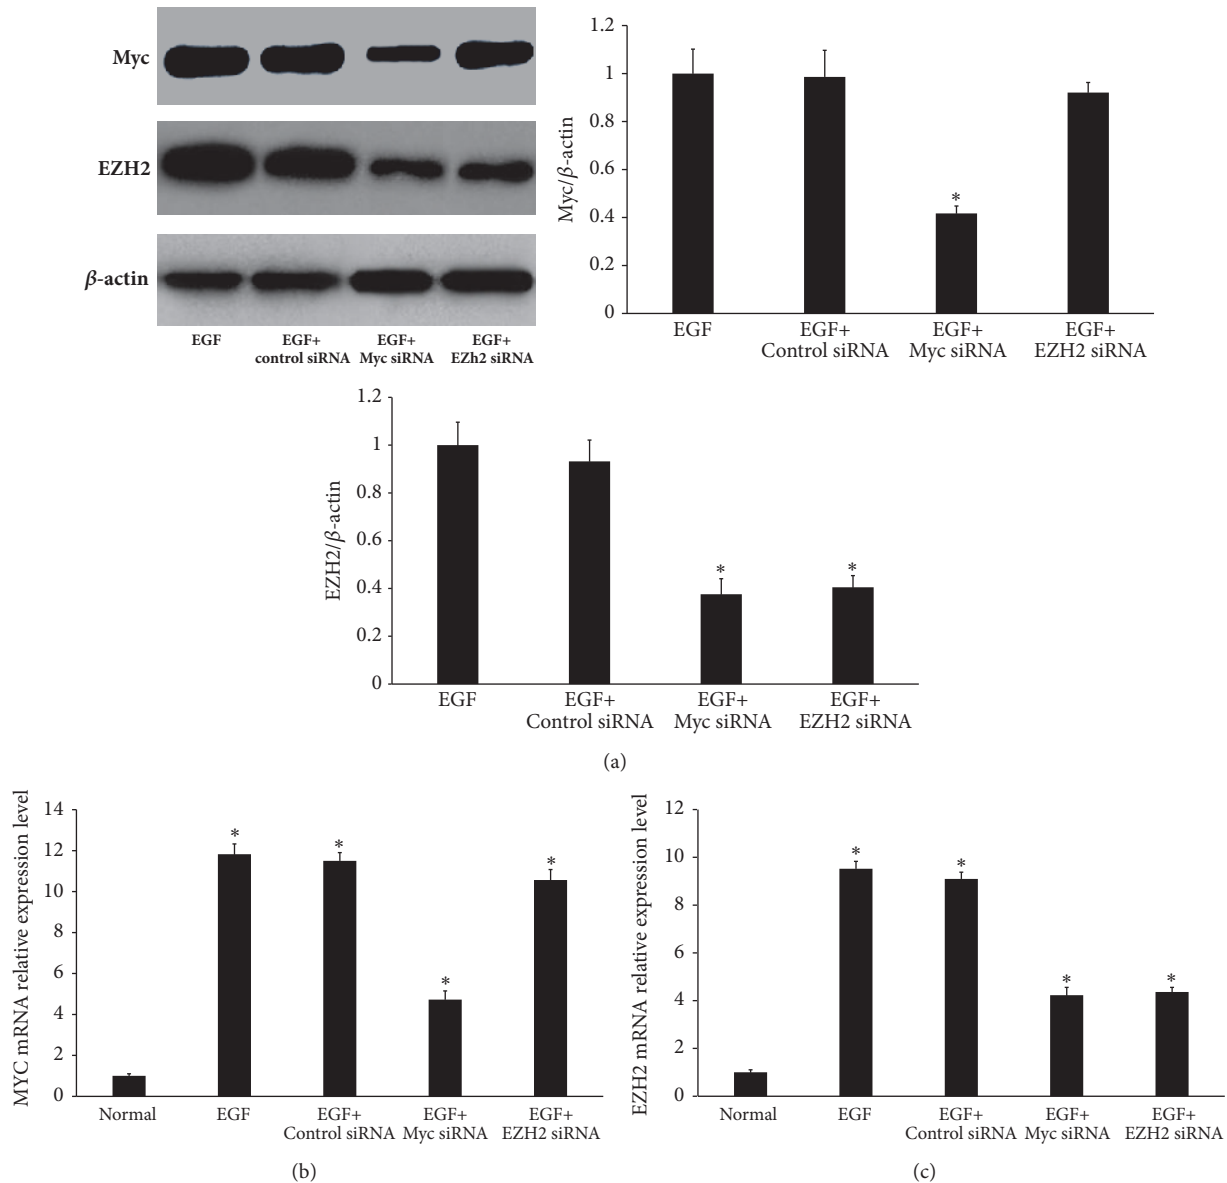 Myc
EZH2
β-actin
EGF
EGF+
control siRNA
EGF+
Myc siRNA
EGF+
EZh2 siRNA
Myc/β-actin
1.2
1
0.8
0.6
0.4
0.2
0
*
EGF
EGF+
Control siRNA
EGF+
Myc siRNA
EGF+
EZH2 siRNA
EZH2/β-actin
1.2
1
0.8
0.6
0.4
0.2
0
*
*
EGF
EGF+
Control siRNA
EGF+
Myc siRNA
EGF+
EZH2 siRNA
(a)
MYC mRNA relative expression level
14
12
10
8
6
4
2
0
*
*
*
*
Normal
EGF
EGF+
Control siRNA
EGF+
Myc siRNA
EGF+
EZH2 siRNA
(b)
EZH2 mRNA relative expression level
12
10
8
6
4
2
0
*
*
*
*
Normal
EGF
EGF+
Control siRNA
EGF+
Myc siRNA
EGF+
EZH2 siRNA
(c)